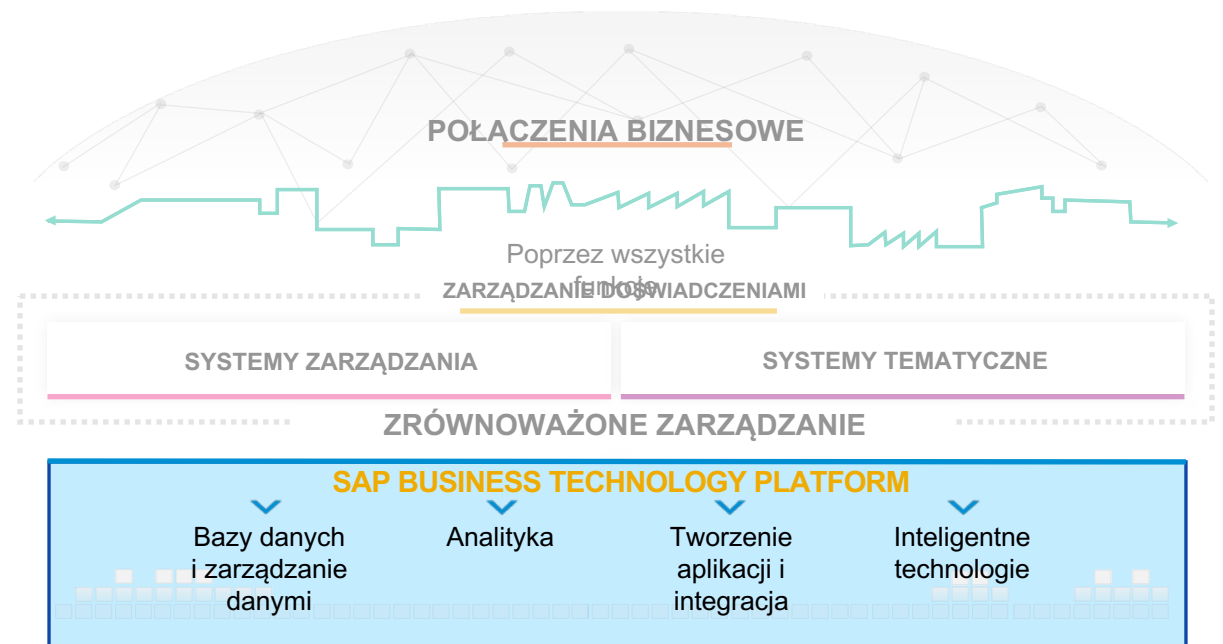 POŁĄCZENIA BIZNESOWE
Poprzez wszystkie
funkcje
ZARZĄDZANIE DOŚWIADCZENIAMI
SYSTEMY ZARZĄDZANIA
SYSTEMY TEMATYCZNE
ZRÓWNOWAŻONE ZARZĄDZANIE
SAP BUSINESS TECHNOLOGY PLATFORM
Bazy danych
i zarządzanie
danymi
Analityka
Tworzenie
aplikacji i
integracja
Inteligentne
technologie